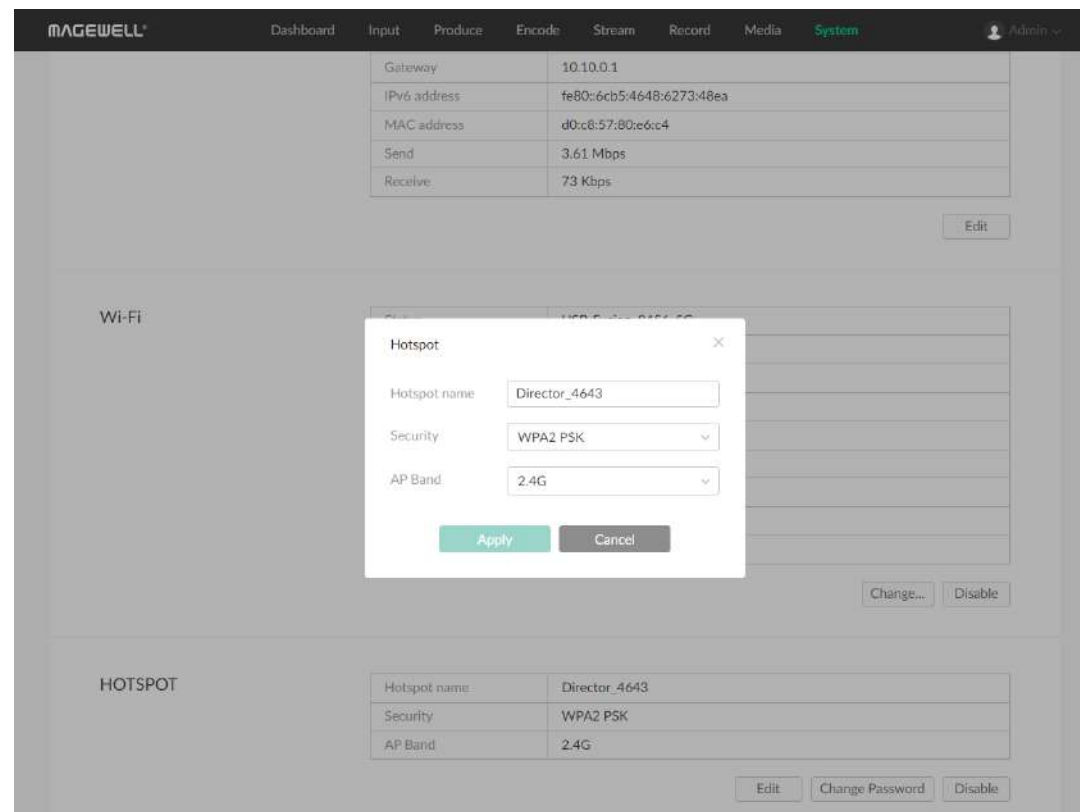 MAGEWELL Dashboard Input Produce Encode Stream Record Media System Admin
Gateway 10.10.0.1
IPv6 address fe80::6cb5:4648:6273:48ea
MAC address d0:c8:57:80:e6:c4
Send 3.61 Mbps
Receive 73 Kbps
Edit
Wi-Fi
Hotspot
Hotspot name Director_4643
Security WPA2 PSK
AP Band 2.4G
Apply Cancel
Change... Disable
HOTSPOT
Hotspot name Director_4643
Security WPA2 PSK
AP Band 2.4G
Edit Change Password Disable